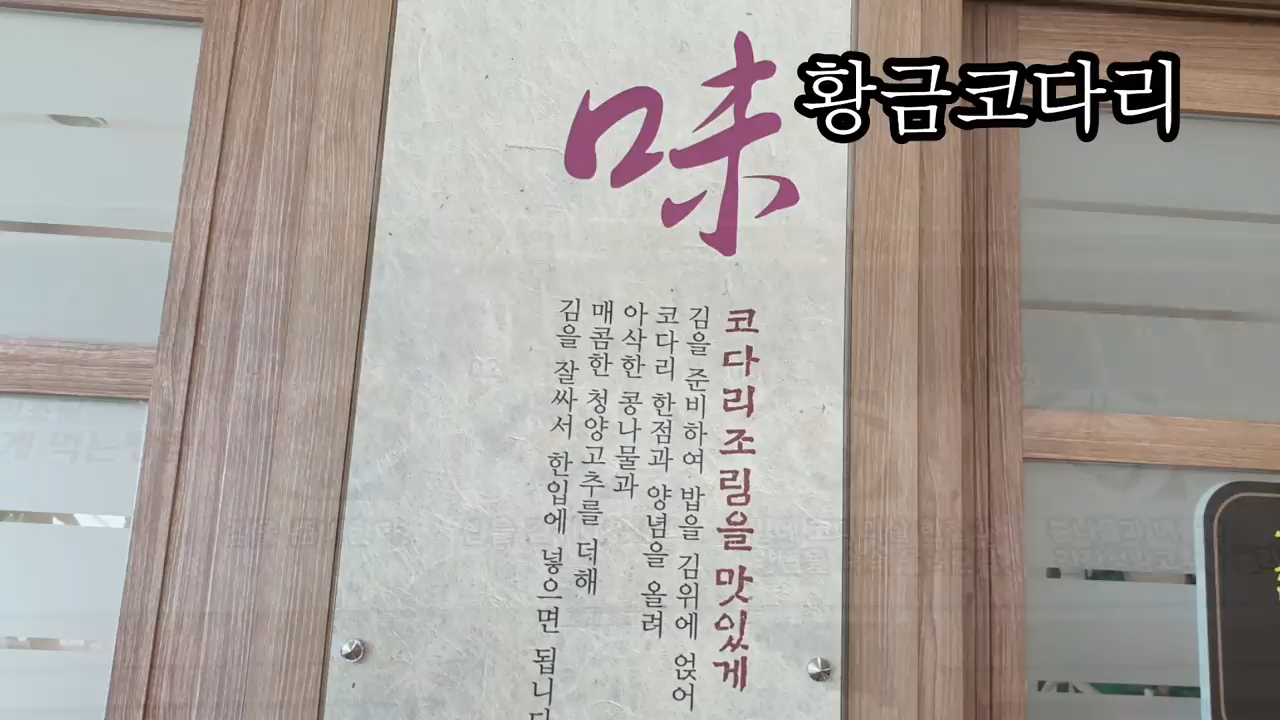 味
황금코다리
코다리조림을 맛있게
김을 준비하여 밥을 김위에 얹어
코다리 한점과 양념을 올려
아삭한 콩나물과
매콤한 청양고추를 더해
김을 잘싸서 한입에 넣으면 됩니다